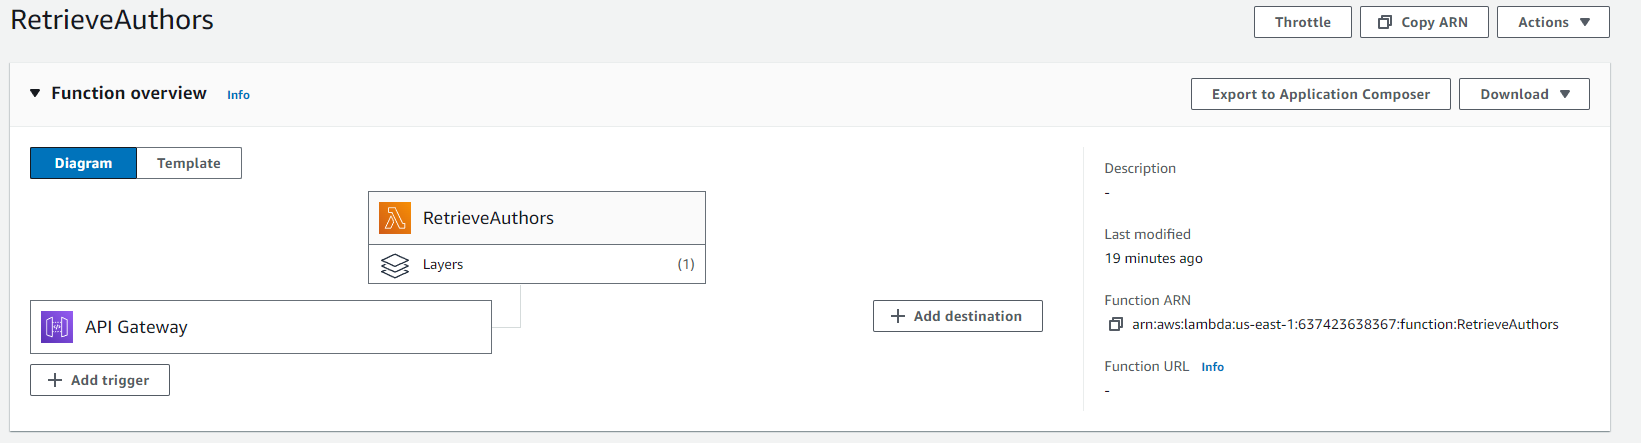 RetrieveAuthors
Throttle
Copy ARN
Actions
Function overview
Info
Export to Application Composer
Download
Diagram
Template
RetrieveAuthors
Layers
(1)
API Gateway
Add trigger
Add destination
Description
-
Last modified
19 minutes ago
Function ARN
arn:aws:lambda:us-east-1:637423638367:function:RetrieveAuthors
Function URL
Info
-